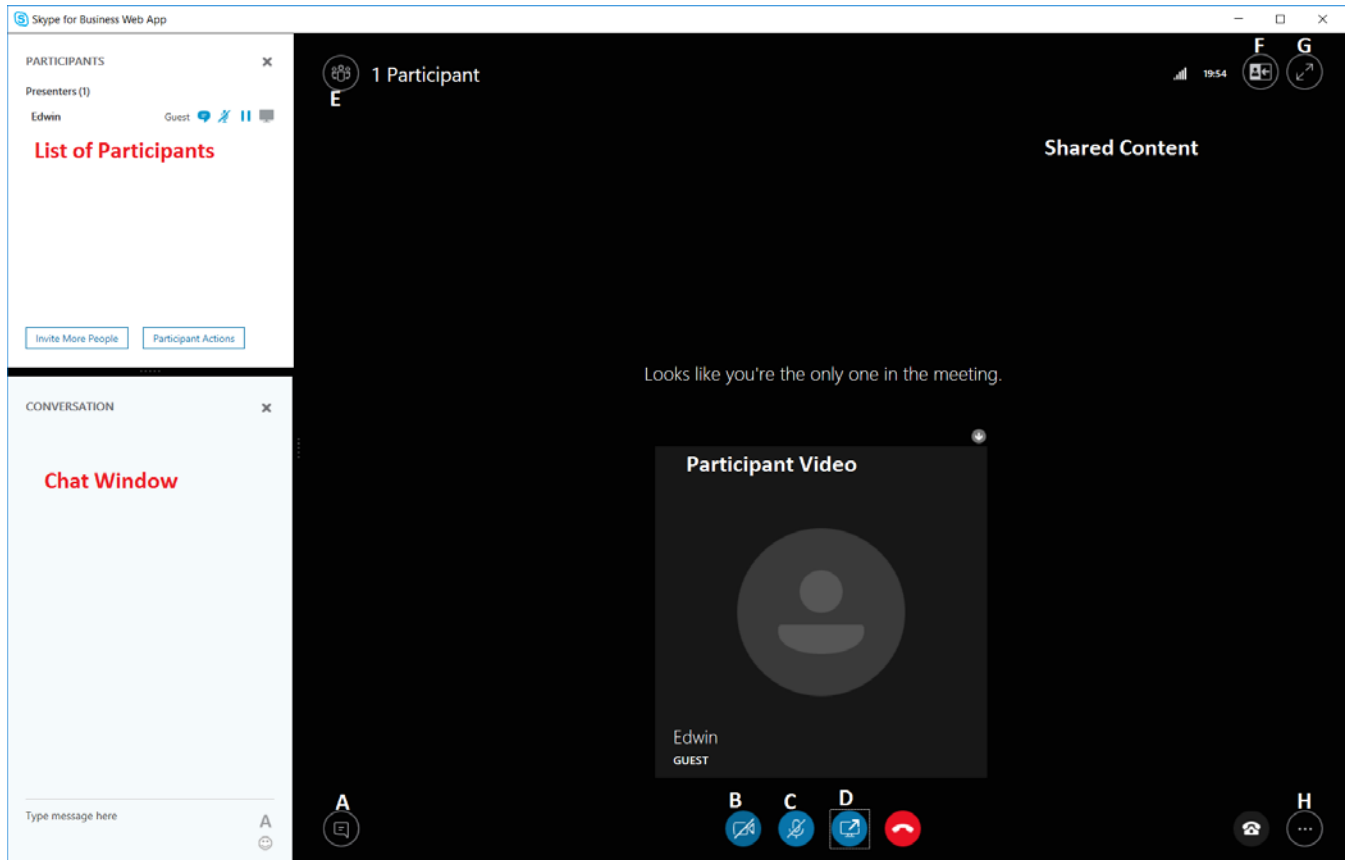 Skype for Business Web App
PARTICIPANTS
Presenters (1)
Edwin Guest
List of Participants
Invite More People
Participant Actions
CONVERSATION
Chat Window
Type message here
A
E
1 Participant
19:54
F
G
Shared Content
Looks like you're the only one in the meeting.
Participant Video
Edwin
GUEST
A
B
C
D
H